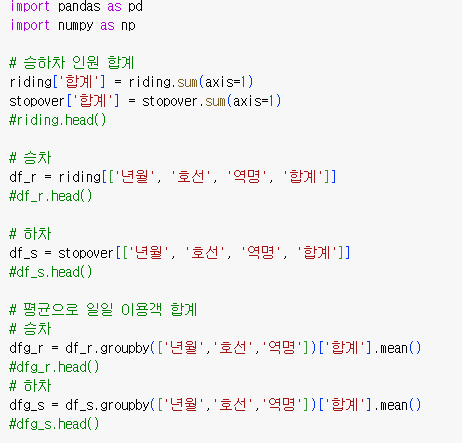 import pandas as pd
import numpy as np
# 승하차 인원 합계
riding['합계'] = riding.sum(axis=1)
stopover['합계'] = stopover.sum(axis=1)
#riding.head()
# 승차
df_r = riding[['년월', '호선', '역명', '합계']]
#df_r.head()
# 하차
df_s = stopover[['년월', '호선', '역명', '합계']]
#df_s.head()
# 평균으로 일일 이용객 합계
# 승차
dfg_r = df_r.groupby(['년월','호선','역명'])['합계'].mean()
#dfg_r.head()
# 하차
dfg_s = df_s.groupby(['년월','호선','역명'])['합계'].mean()
#dfg_s.head()